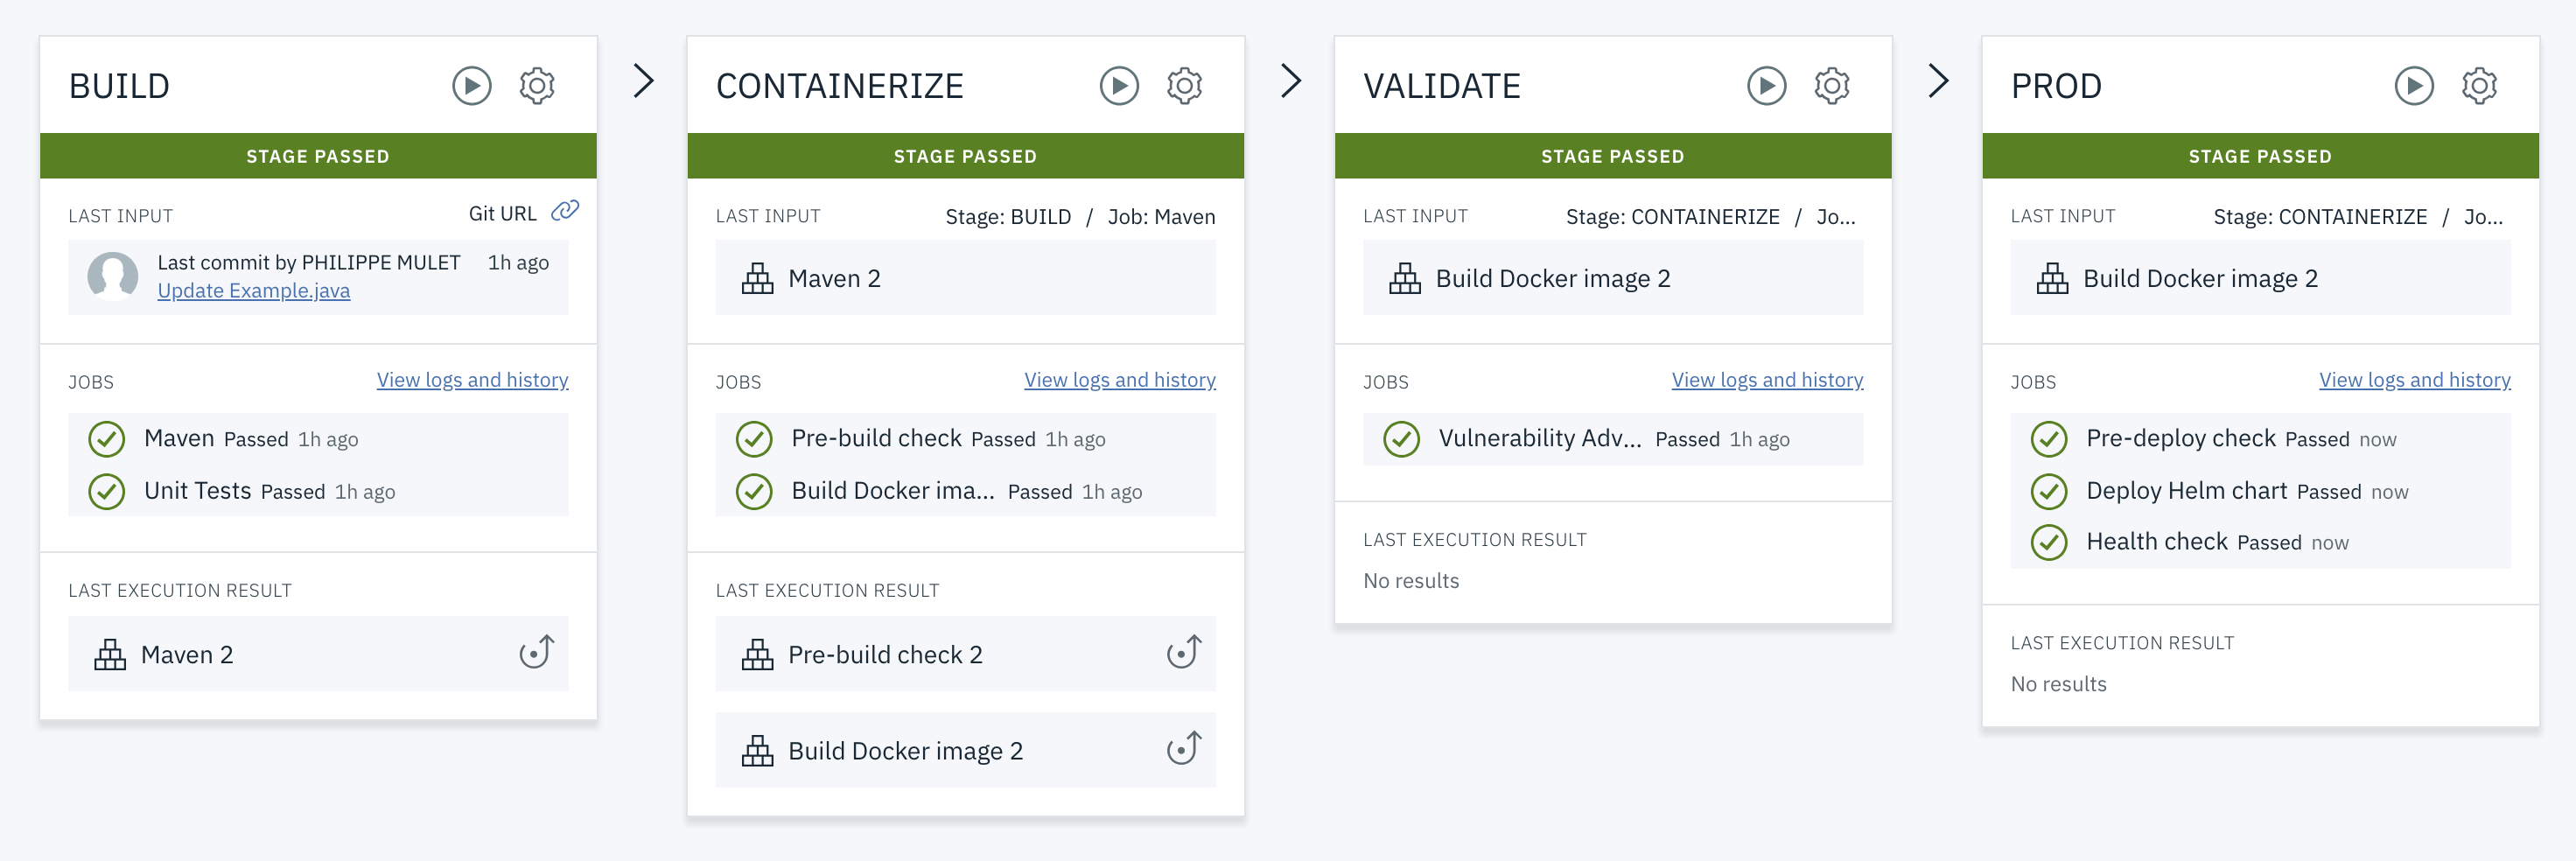 BUILD
STAGE PASSED
LAST INPUT Git URL
Last commit by PHILIPPE MULET 1h ago
Update Example.java
JOBS View logs and history
Maven Passed 1h ago
Unit Tests Passed 1h ago
LAST EXECUTION RESULT
Maven 2
CONTAINERIZE
STAGE PASSED
LAST INPUT Stage: BUILD / Job: Maven
Maven 2
JOBS View logs and history
Pre-build check Passed 1h ago
Build Docker ima... Passed 1h ago
LAST EXECUTION RESULT
Pre-build check 2
Build Docker image 2
VALIDATE
STAGE PASSED
LAST INPUT Stage: CONTAINERIZE / Jo...
Build Docker image 2
JOBS View logs and history
Vulnerability Adv... Passed 1h ago
LAST EXECUTION RESULT
No results
PROD
STAGE PASSED
LAST INPUT Stage: CONTAINERIZE / Jo...
Build Docker image 2
JOBS View logs and history
Pre-deploy check Passed now
Deploy Helm chart Passed now
Health check Passed now
LAST EXECUTION RESULT
No results